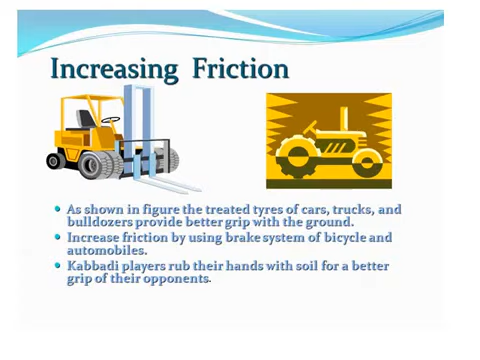 Increasing Friction
• As shown in figure the treated tyres of cars, trucks, and
bulldozers provide better grip with the ground.
• Increase friction by using brake system of bicycle and
automobiles.
• Kabbadi players rub their hands with soil for a better
grip of their opponents.